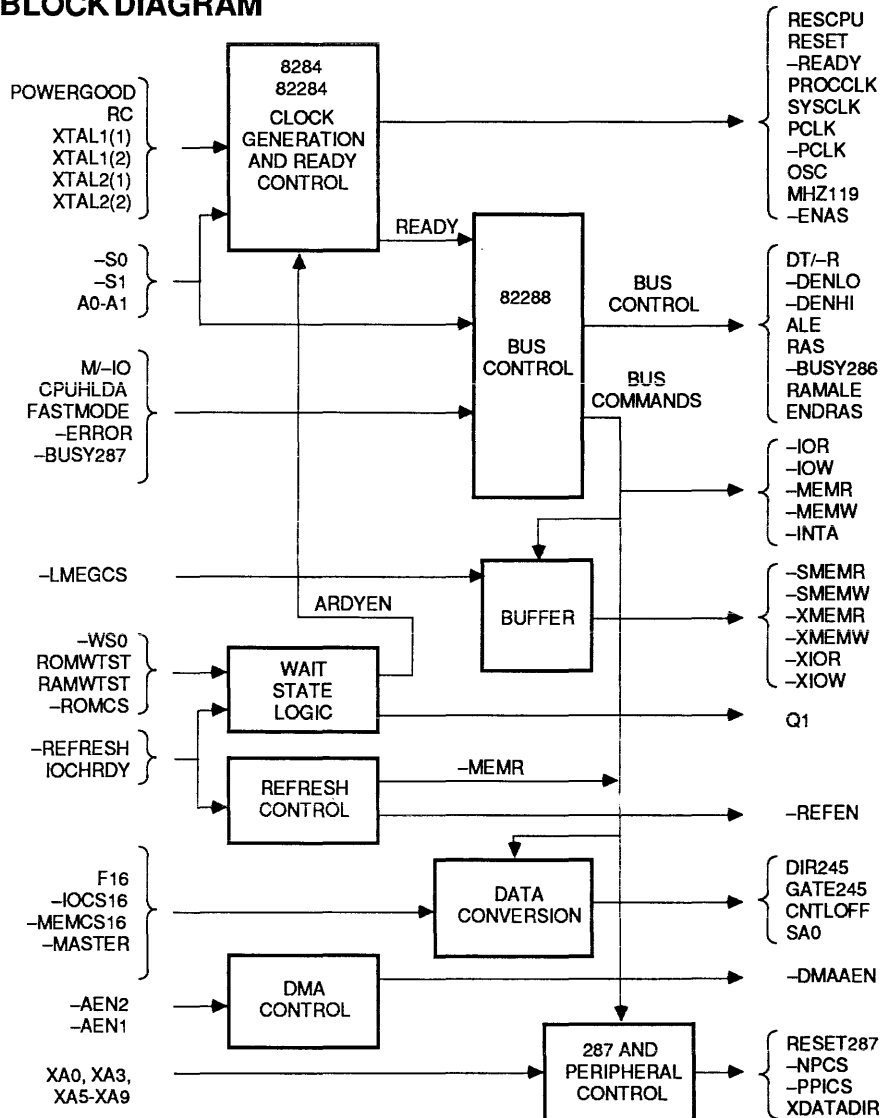 BLOCK DIAGRAM
8284
82284
CLOCK
GENERATION
AND READY
CONTROL
POWERGOOD
RC
XTAL1(1)
XTAL1(2)
XTAL2(1)
XTAL2(2)
RESCPU
RESET
–READY
PROCCLK
SYSCLK
PCLK
–PCLK
OSC
MHZ119
–ENAS
READY
–S0
–S1
A0-A1
82288
BUS
CONTROL
BUS
CONTROL
DT/–R
–DENLO
–DENHI
ALE
RAS
–BUSY286
RAMALE
ENDRAS
M/–IO
CPUHLDA
FASTMODE
–ERROR
–BUSY287
BUS
COMMANDS
–IOR
–IOW
–MEMR
–MEMW
–INTA
–LMEGCS
ARDYEN
BUFFER
–SMEMR
–SMEMW
–XMEMR
–XMEMW
–XIOR
–XIOW
–WS0
ROMWTST
RAMWTST
–ROMCS
WAIT
STATE
LOGIC
Q1
–REFRESH
IOCHRDY
REFRESH
CONTROL
–MEMR
–REFEN
F16
–IOCS16
–MEMCS16
–MASTER
DATA
CONVERSION
DIR245
GATE245
CNTLOFF
SA0
–AEN2
–AEN1
DMA
CONTROL
–DMAAEN
XA0, XA3,
XA5-XA9
287 AND
PERIPHERAL
CONTROL
RESET287
–NPCS
–PPICS
XDATADIR